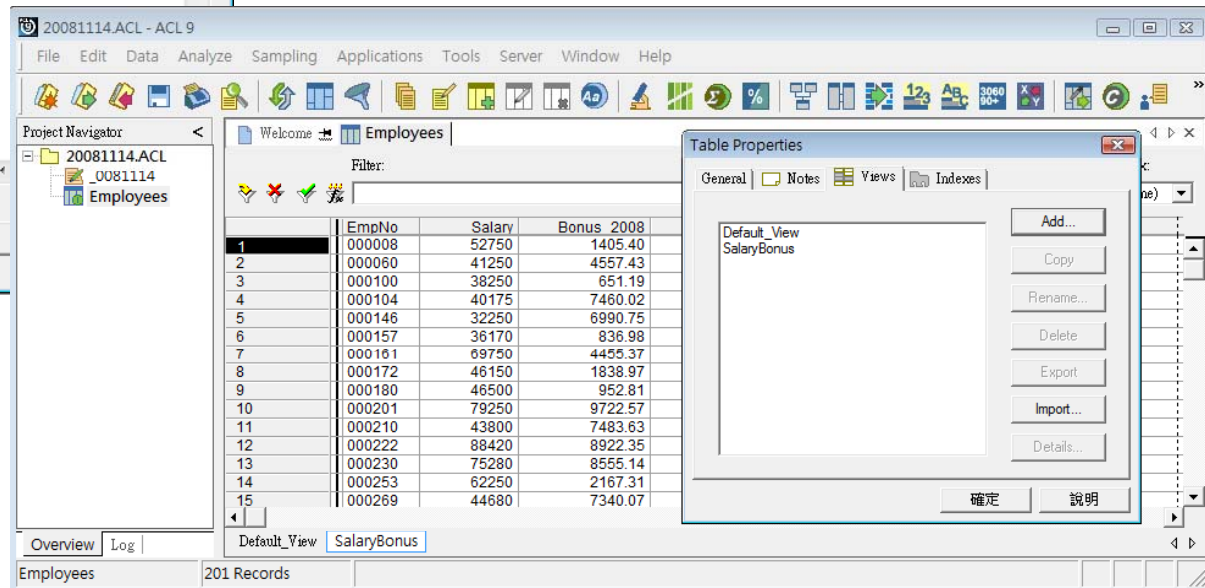 20081114.ACL - ACL 9
File Edit Data Analyze Sampling Applications Tools Server Window Help
Project Navigator <
20081114.ACL
_0081114
Employees
Welcome Employees
Filter:
EmpNo Salary Bonus_2008
1 000008 52750 1405.40
2 000060 41250 4557.43
3 000100 38250 651.19
4 000104 40175 7460.02
5 000146 32250 6990.75
6 000157 36170 836.98
7 000161 69750 4455.37
8 000172 46150 1838.97
9 000180 46500 952.81
10 000201 79250 9722.57
11 000210 43800 7483.63
12 000222 88420 8922.35
13 000230 75280 8555.14
14 000253 62250 2167.31
15 000269 44680 7340.07
Default_View SalaryBonus
Table Properties
General Notes Views Indexes
Default_View
SalaryBonus
Add...
Copy
Rename...
Delete
Export
Import...
Details...
確定 說明
Overview Log
Employees 201 Records